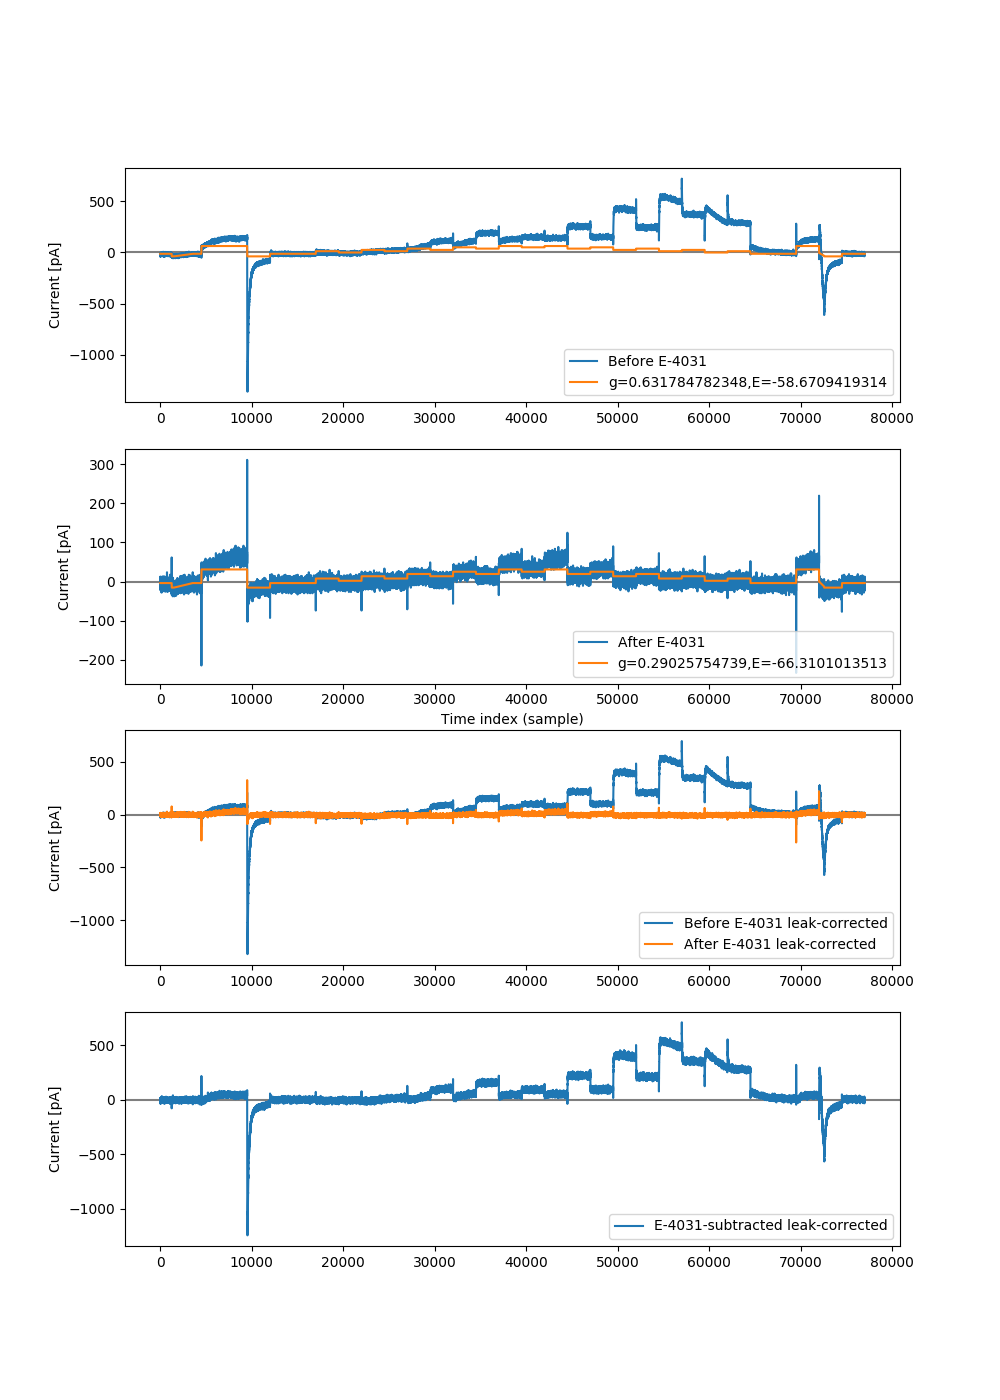 500
0
−500
−1000
Current [pA]
Before E-4031
g=0.631784782348,E=-58.6709419314
0 10000 20000 30000 40000 50000 60000 70000 80000
300
200
100
0
−100
−200
Current [pA]
After E-4031
g=0.29025754739,E=-66.3101013513
0 10000 20000 30000 40000 50000 60000 70000 80000
Time index (sample)
500
0
−500
−1000
Current [pA]
Before E-4031 leak-corrected
After E-4031 leak-corrected
0 10000 20000 30000 40000 50000 60000 70000 80000
500
0
−500
−1000
Current [pA]
E-4031-subtracted leak-corrected
0 10000 20000 30000 40000 50000 60000 70000 80000